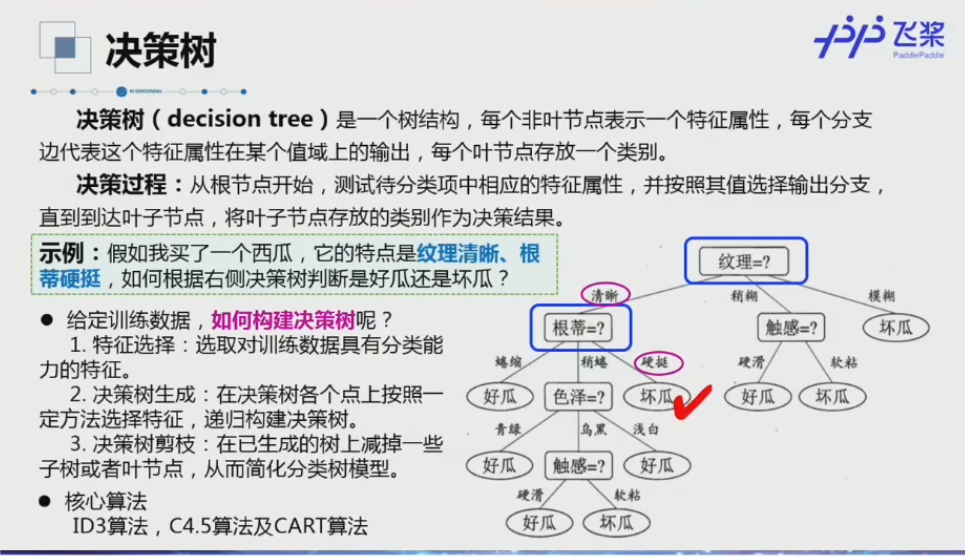 决策树
飞桨
PaddlePaddle
决策树（decision tree）是一个树结构，每个非叶节点表示一个特征属性，每个分支
边代表这个特征属性在某个值域上的输出，每个叶节点存放一个类别。
决策过程：从根节点开始，测试待分类项中相应的特征属性，并按照其值选择输出分支，
直到到达叶子节点，将叶子节点存放的类别作为决策结果。
示例：假如我买了一个西瓜，它的特点是纹理清晰、根
蒂硬挺，如何根据右侧决策树判断是好瓜还是坏瓜？
● 给定训练数据，如何构建决策树呢？
1. 特征选择：选取对训练数据具有分类能
力的特征。
2. 决策树生成：在决策树各个点上按照一
定方法选择特征，递归构建决策树。
3. 决策树剪枝：在已生成的树上减掉一些
子树或者叶节点，从而简化分类树模型。
● 核心算法
ID3算法，C4.5算法及CART算法
纹理=?
清晰 稍糊 模糊
根蒂=? 触感=? 坏瓜
蜷缩 稍蜷 硬挺 硬滑 软粘
好瓜 色泽=? 坏瓜 好瓜 坏瓜
青绿 乌黑 浅白
好瓜 触感=? 好瓜
硬滑 软粘
好瓜 坏瓜